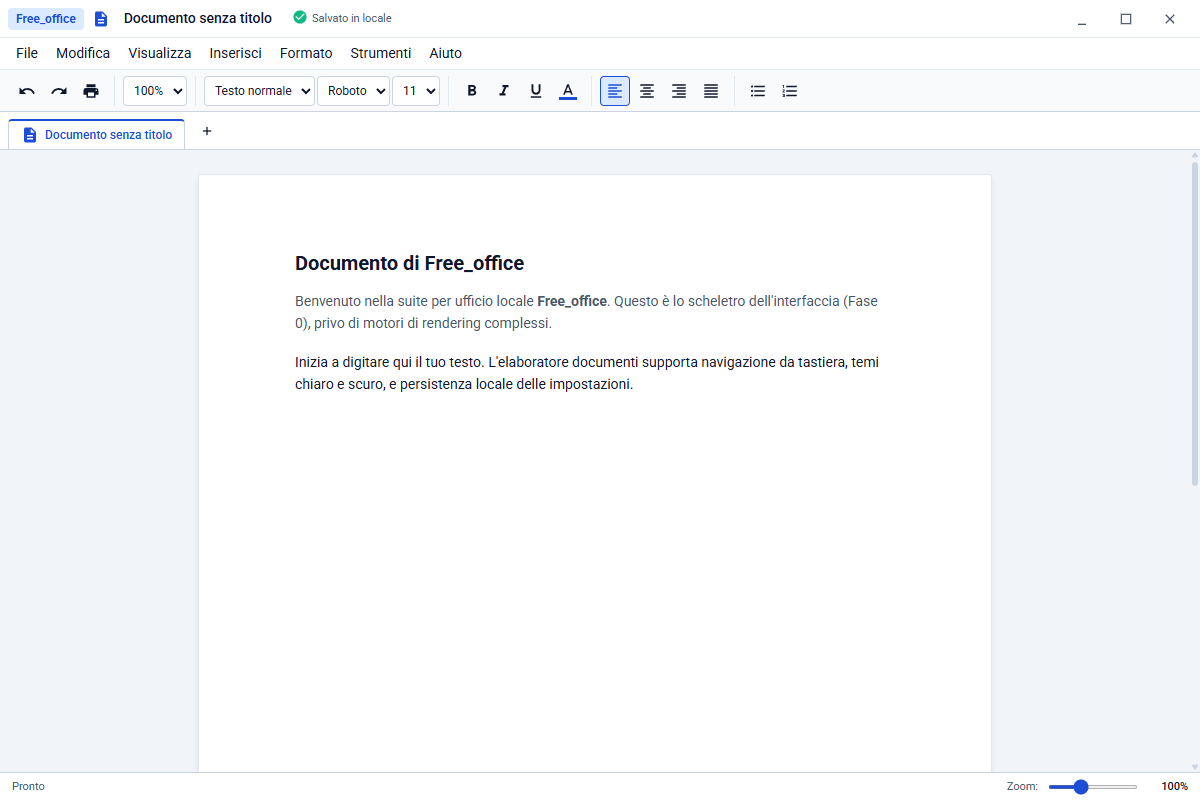 Free_office Documento senza titolo Salvato in locale
File Modifica Visualizza Inserisci Formato Strumenti Aiuto
100% Testo normale Roboto 11 B I U A
Documento senza titolo +
Documento di Free_office
Benvenuto nella suite per ufficio locale Free_office. Questo è lo scheletro dell'interfaccia (Fase
0), privo di motori di rendering complessi.
Inizia a digitare qui il tuo testo. L'elaboratore documenti supporta navigazione da tastiera, temi
chiaro e scuro, e persistenza locale delle impostazioni.
Pronto Zoom: 100%